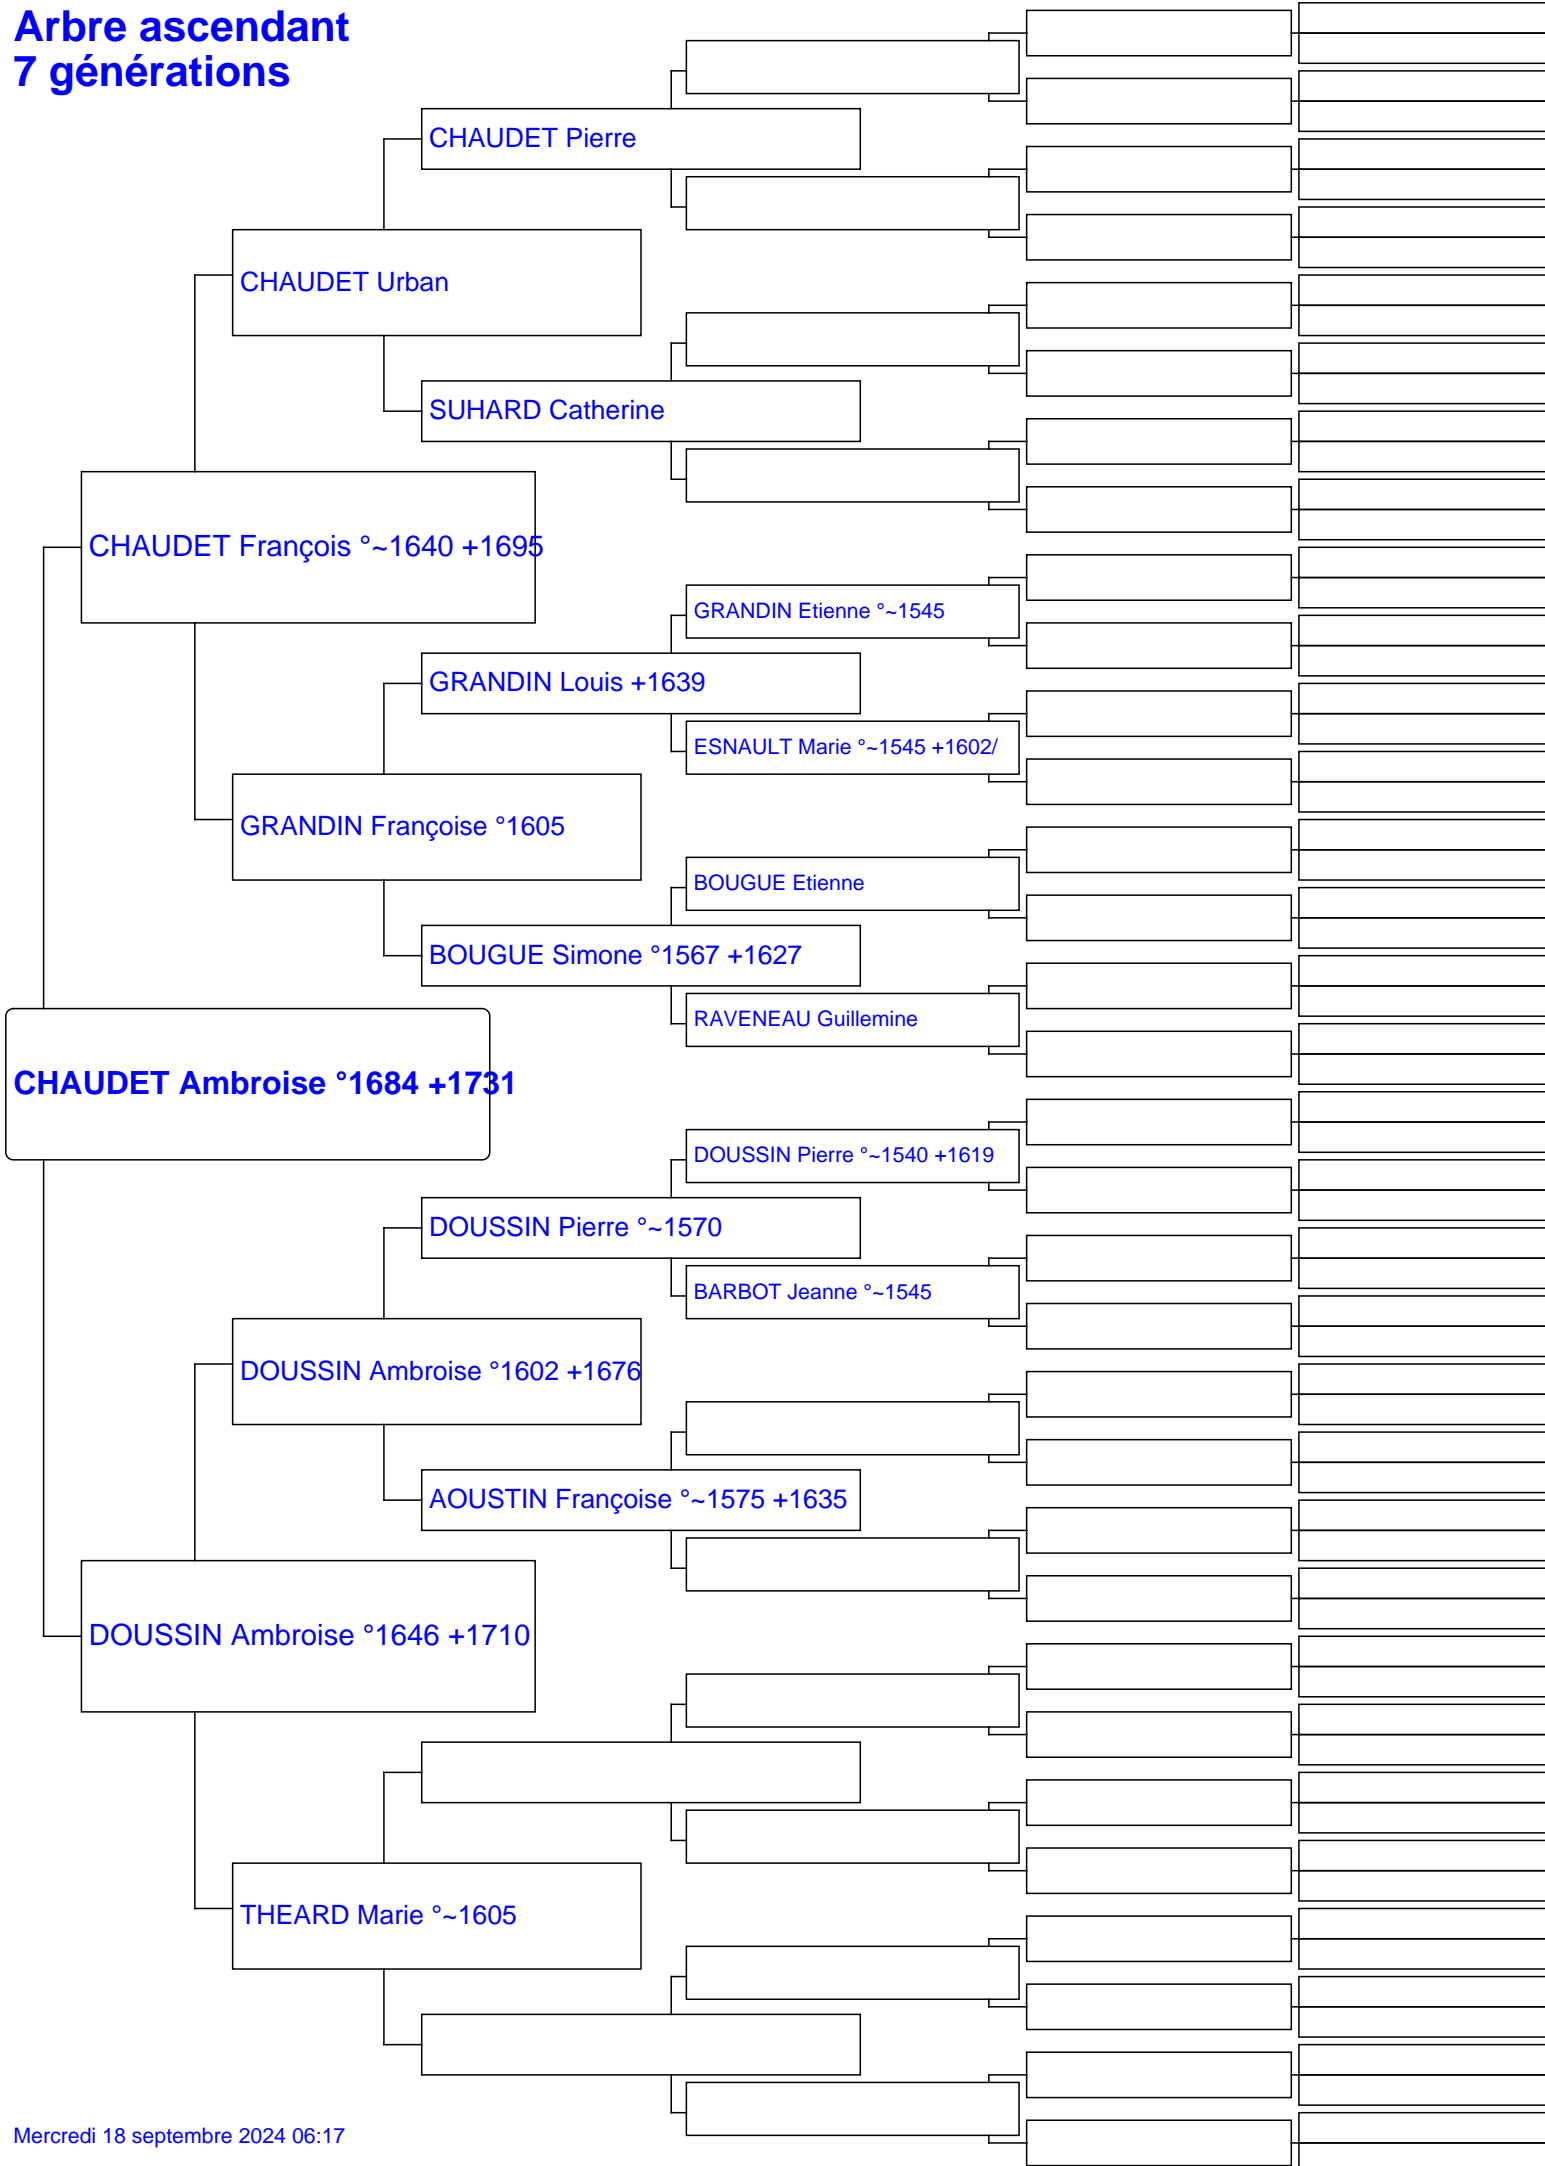 Arbre ascendant
7 générations
CHAUDET Pierre
CHAUDET Urban
SUHARD Catherine
CHAUDET François °~1640 +1695
GRANDIN Etienne °~1545
GRANDIN Louis +1639
ESNAULT Marie °~1545 +1602/
GRANDIN Françoise °1605
BOUGUE Etienne
BOUGUE Simone °1567 +1627
RAVENEAU Guillemine
CHAUDET Ambroise °1684 +1731
DOUSSIN Pierre °~1540 +1619
DOUSSIN Pierre °~1570
BARBOT Jeanne °~1545
DOUSSIN Ambroise °1602 +1676
AOUSTIN Françoise °~1575 +1635
DOUSSIN Ambroise °1646 +1710
THEARD Marie °~1605
Mercredi 18 septembre 2024 06:17